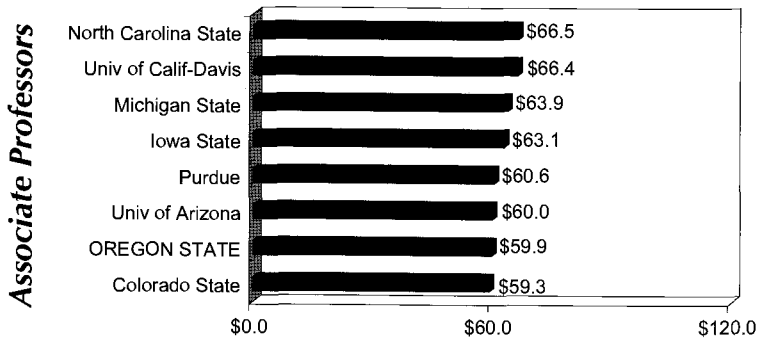 Associate Professors
North Carolina State $66.5
Univ of Calif-Davis $66.4
Michigan State $63.9
Iowa State $63.1
Purdue $60.6
Univ of Arizona $60.0
OREGON STATE $59.9
Colorado State $59.3
$0.0 $60.0 $120.0